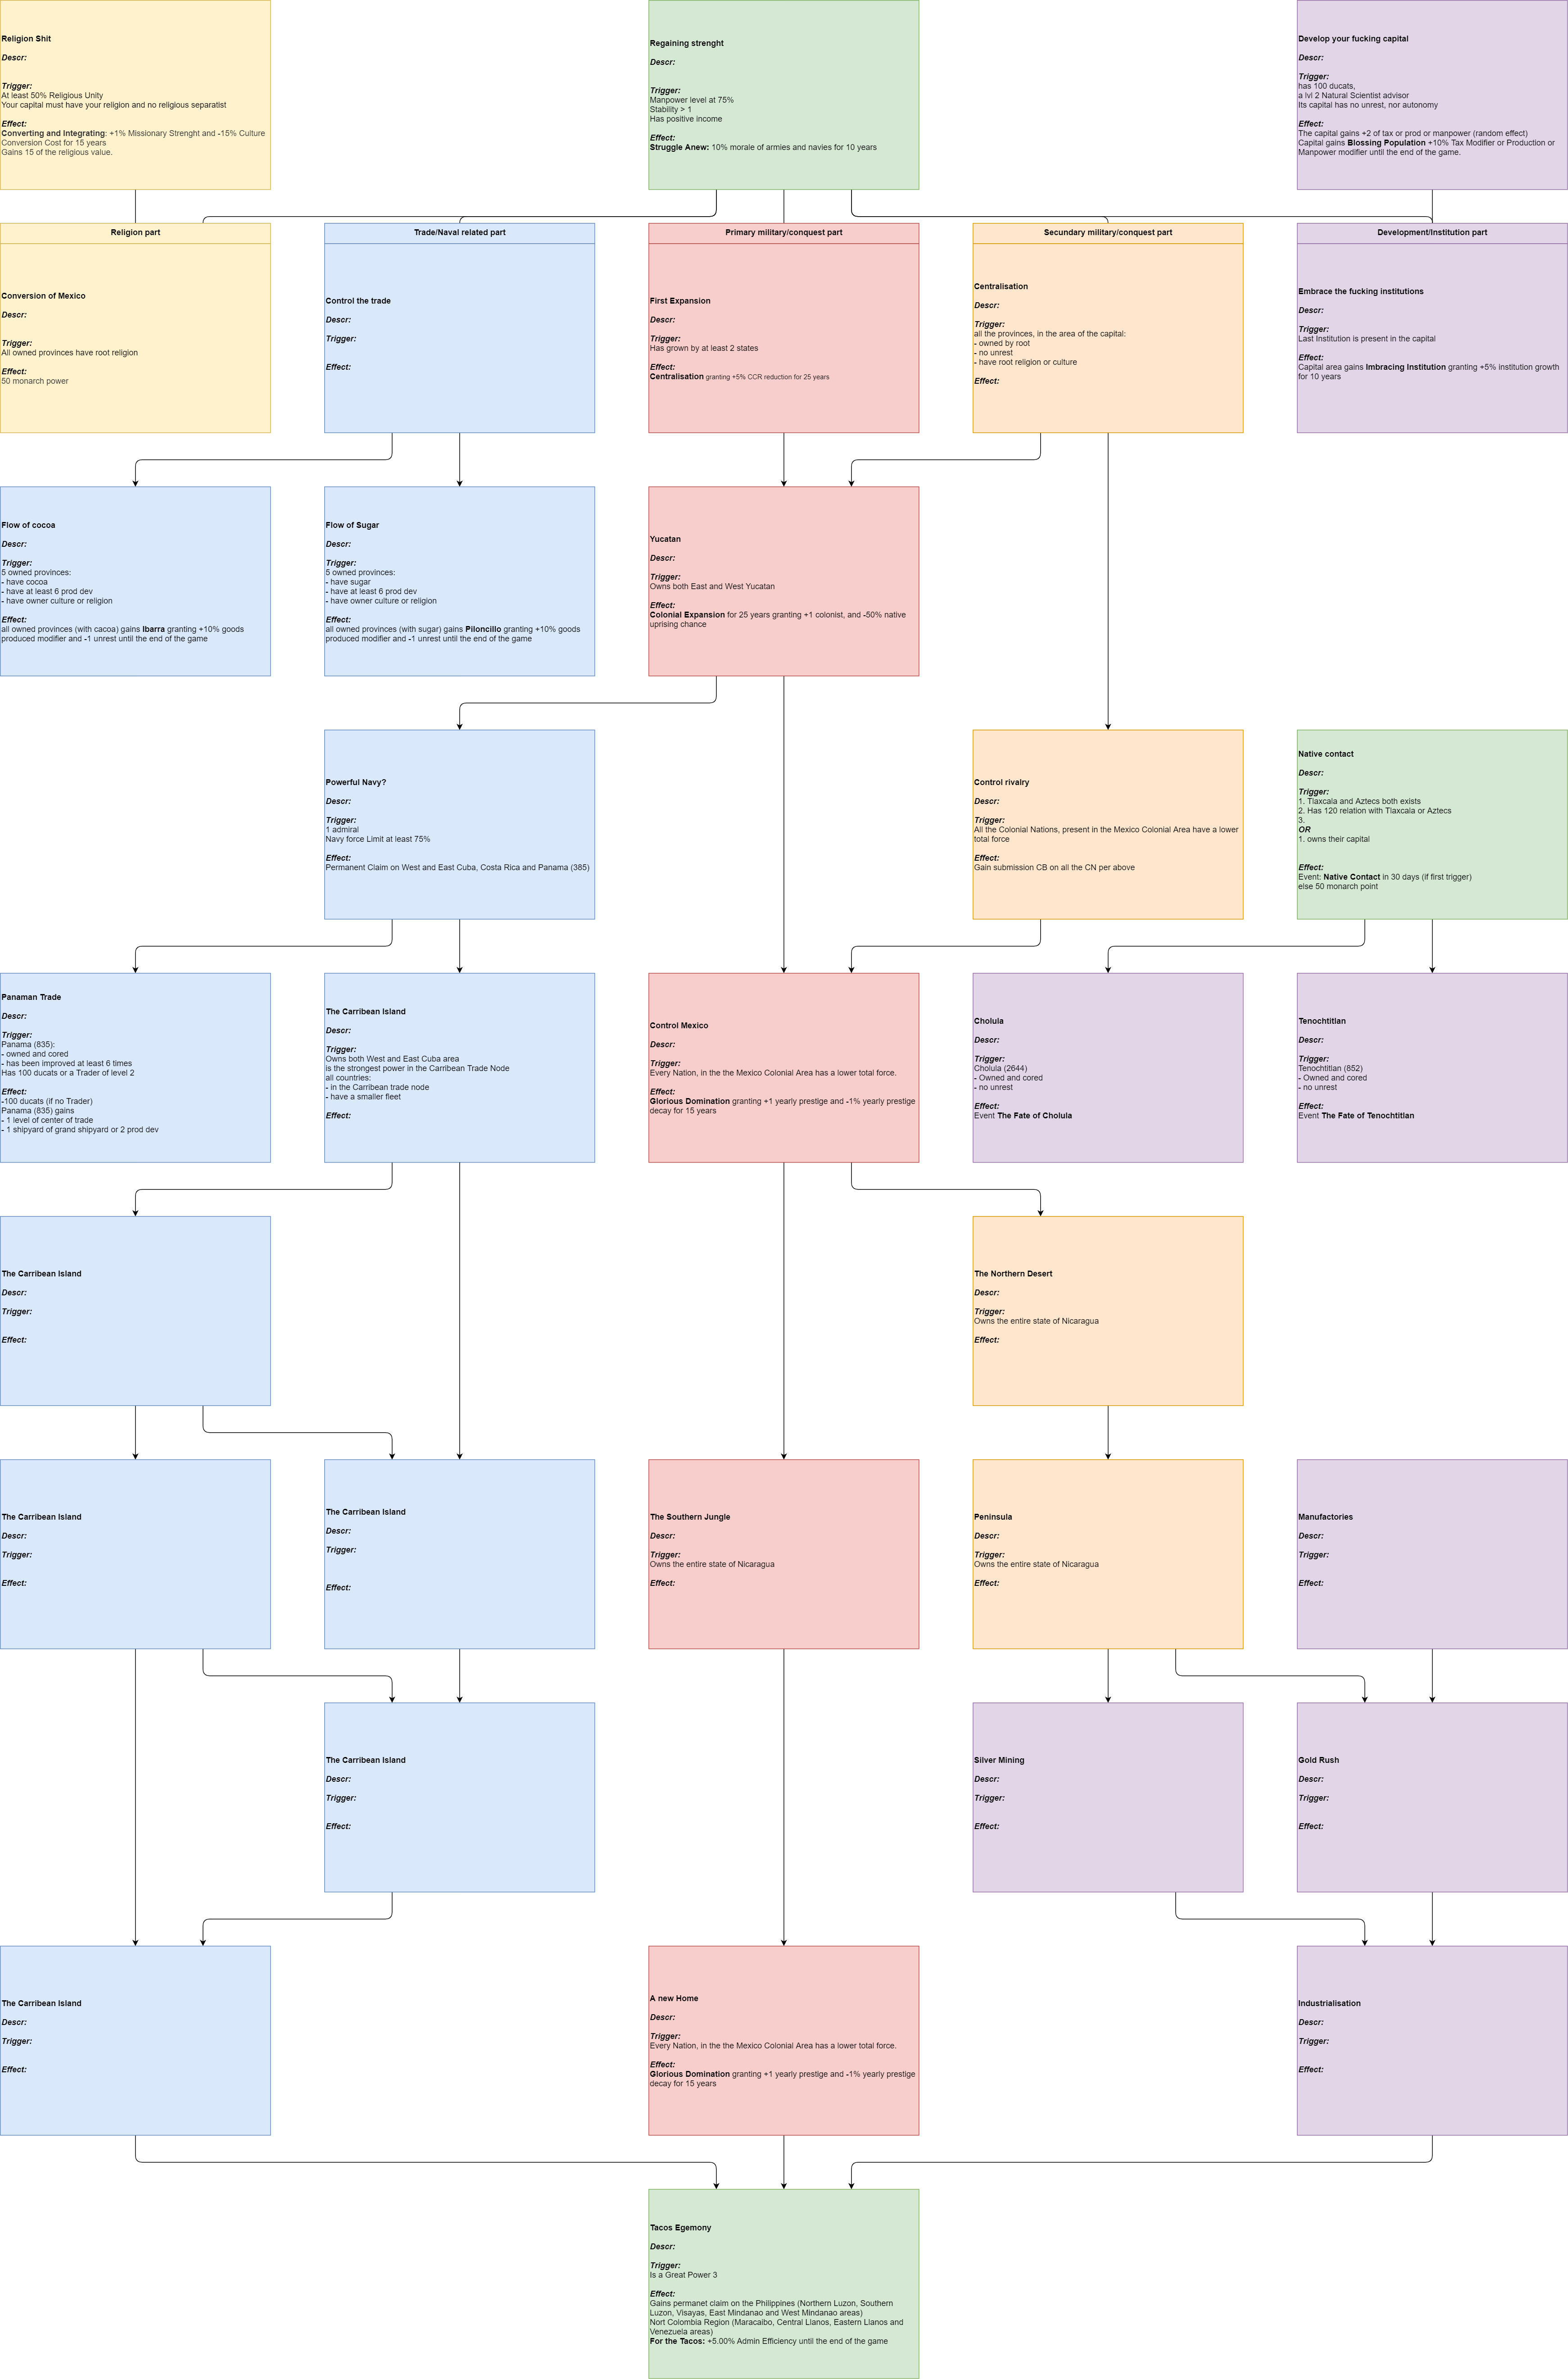 Religion Shit
Descr:
Trigger:
At least 50% Religious Unity
Your capital must have your religion and no religious separatist
Effect:
Converting and Integrating: +1% Missionary Strenght and -15% Culture
Conversion Cost for 15 years
Gains 15 of the religious value.
Regaining strenght
Descr:
Trigger:
Manpower level at 75%
Stability > 1
Has positive income
Effect:
Struggle Anew: 10% morale of armies and navies for 10 years
Develop your fucking capital
Descr:
Trigger:
has 100 ducats,
a lvl 2 Natural Scientist advisor
Its capital has no unrest, nor autonomy
Effect:
The capital gains +2 of tax or prod or manpower (random effect)
Capital gains Blossing Population +10% Tax Modifier or Production or
Manpower modifier until the end of the game.
Religion part
Conversion of Mexico
Descr:
Trigger:
All owned provinces have root religion
Effect:
50 monarch power
Trade/Naval related part
Control the trade
Descr:
Trigger:
Effect:
Primary military/conquest part
First Expansion
Descr:
Trigger:
Has grown by at least 2 states
Effect:
Centralisation granting +5% CCR reduction for 25 years
Secundary military/conquest part
Centralisation
Descr:
Trigger:
all the provinces, in the area of the capital:
- owned by root
- no unrest
- have root religion or culture
Effect:
Development/Institution part
Embrace the fucking institutions
Descr:
Trigger:
Last Institution is present in the capital
Effect:
Capital area gains Imbracing Institution granting +5% institution growth
for 10 years
Flow of cocoa
Descr:
Trigger:
5 owned provinces:
- have cocoa
- have at least 6 prod dev
- have owner culture or religion
Effect:
all owned provinces (with cacoa) gains Ibarra granting +10% goods
produced modifier and -1 unrest until the end of the game
Flow of Sugar
Descr:
Trigger:
5 owned provinces:
- have sugar
- have at least 6 prod dev
- have owner culture or religion
Effect:
all owned provinces (with sugar) gains Piloncillo granting +10% goods
produced modifier and -1 unrest until the end of the game
Yucatan
Descr:
Trigger:
Owns both East and West Yucatan
Effect:
Colonial Expansion for 25 years granting +1 colonist, and -50% native
uprising chance
Powerful Navy?
Descr:
Trigger:
1 admiral
Navy force Limit at least 75%
Effect:
Permanent Claim on West and East Cuba, Costa Rica and Panama (385)
Control rivalry
Descr:
Trigger:
All the Colonial Nations, present in the Mexico Colonial Area have a lower
total force
Effect:
Gain submission CB on all the CN per above
Native contact
Descr:
Trigger:
1. Tlaxcala and Aztecs both exists
2. Has 120 relation with Tlaxcala or Aztecs
3.
OR
1. owns their capital
Effect:
Event: Native Contact in 30 days (if first trigger)
else 50 monarch point
Panaman Trade
Descr:
Trigger:
Panama (835):
- owned and cored
- has been improved at least 6 times
Has 100 ducats or a Trader of level 2
Effect:
-100 ducats (if no Trader)
Panama (835) gains
- 1 level of center of trade
- 1 shipyard of grand shipyard or 2 prod dev
The Carribean Island
Descr:
Trigger:
Owns both West and East Cuba area
is the strongest power in the Carribean Trade Node
all countries:
- in the Carribean trade node
- have a smaller fleet
Effect:
Control Mexico
Descr:
Trigger:
Every Nation, in the the Mexico Colonial Area has a lower total force.
Effect:
Glorious Domination granting +1 yearly prestige and -1% yearly prestige
decay for 15 years
Cholula
Descr:
Trigger:
Cholula (2644)
- Owned and cored
- no unrest
Effect:
Event The Fate of Cholula
Tenochtitlan
Descr:
Trigger:
Tenochtitlan (852)
- Owned and cored
- no unrest
Effect:
Event The Fate of Tenochtitlan
The Carribean Island
Descr:
Trigger:
Effect:
The Northern Desert
Descr:
Trigger:
Owns the entire state of Nicaragua
Effect:
The Carribean Island
Descr:
Trigger:
Effect:
The Carribean Island
Descr:
Trigger:
Effect:
The Southern Jungle
Descr:
Trigger:
Owns the entire state of Nicaragua
Effect:
Peninsula
Descr:
Trigger:
Owns the entire state of Nicaragua
Effect:
Manufactories
Descr:
Trigger:
Effect:
The Carribean Island
Descr:
Trigger:
Effect:
Silver Mining
Descr:
Trigger:
Effect:
Gold Rush
Descr:
Trigger:
Effect:
The Carribean Island
Descr:
Trigger:
Effect:
A new Home
Descr:
Trigger:
Every Nation, in the the Mexico Colonial Area has a lower total force.
Effect:
Glorious Domination granting +1 yearly prestige and -1% yearly prestige
decay for 15 years
Industrialisation
Descr:
Trigger:
Effect:
Tacos Egemony
Descr:
Trigger:
Is a Great Power 3
Effect:
Gains permanet claim on the Philippines (Northern Luzon, Southern
Luzon, Visayas, East Mindanao and West Mindanao areas)
Nort Colombia Region (Maracaibo, Central Llanos, Eastern Llanos and
Venezuela areas)
For the Tacos: +5.00% Admin Efficiency until the end of the game